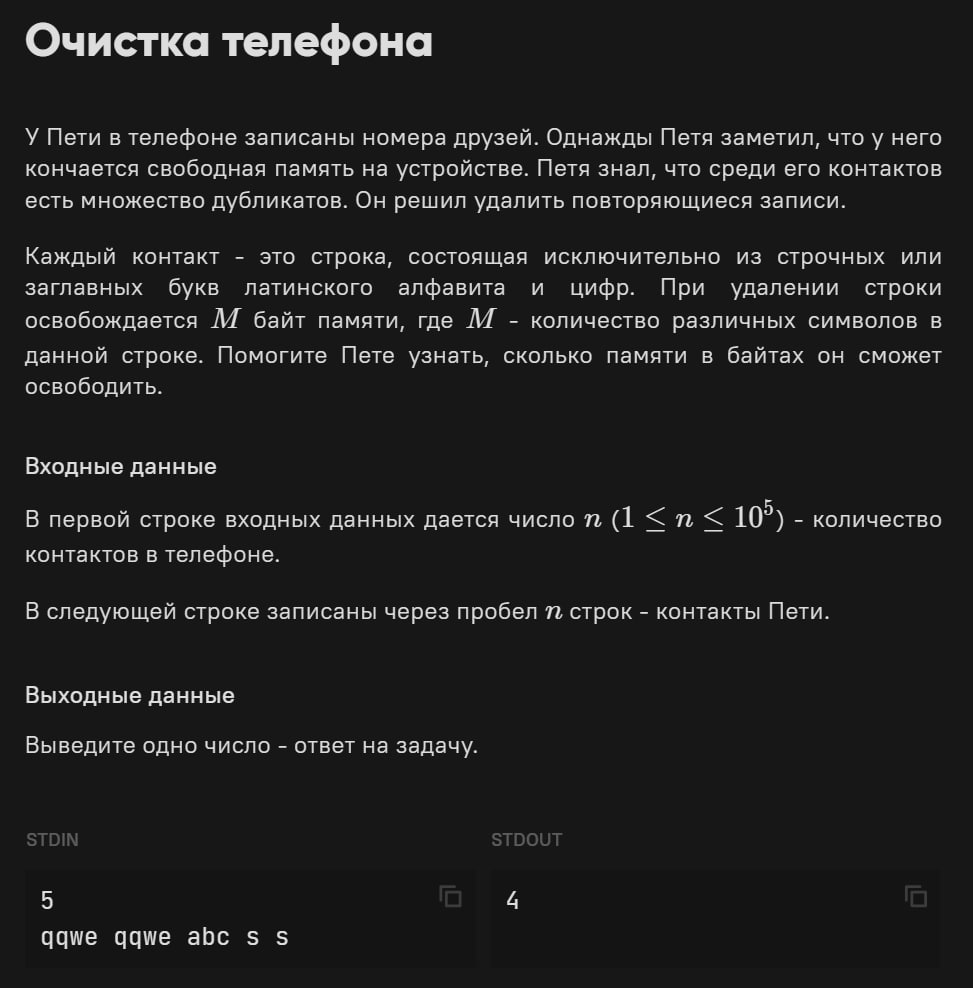 Очистка телефона
У Пети в телефоне записаны номера друзей. Однажды Петя заметил, что у него
кончается свободная память на устройстве. Петя знал, что среди его контактов
есть множество дубликатов. Он решил удалить повторяющиеся записи.
Каждый контакт - это строка, состоящая исключительно из строчных или
заглавных букв латинского алфавита и цифр. При удалении строки
освобождается M байт памяти, где M - количество различных символов в
данной строке. Помогите Пете узнать, сколько памяти в байтах он сможет
освободить.
Входные данные
В первой строке входных данных дается число n (1 ≤ n ≤ 10⁵) - количество
контактов в телефоне.
В следующей строке записаны через пробел n строк - контакты Пети.
Выходные данные
Выведите одно число - ответ на задачу.
STDIN
5
qqwe qqwe abc s s
STDOUT
4